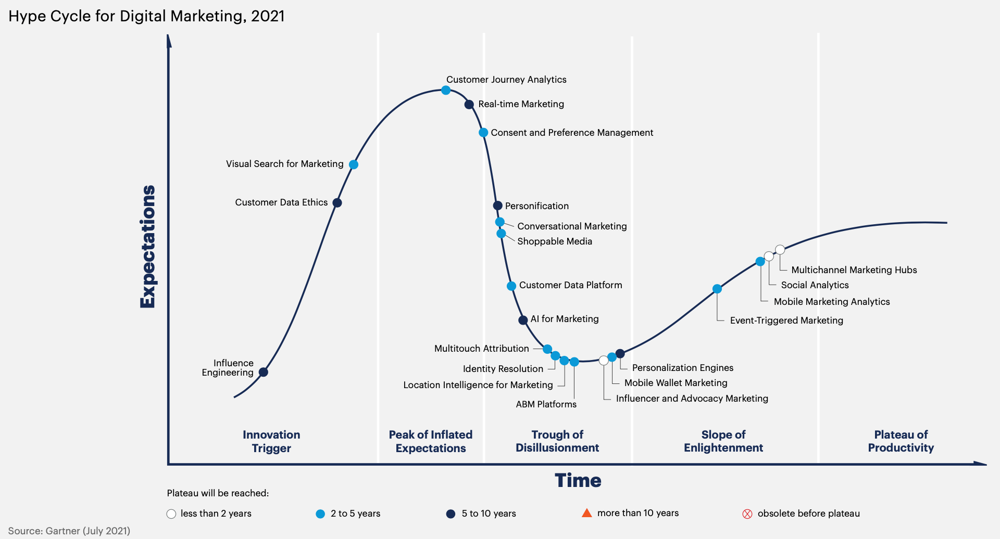 Hype Cycle for Digital Marketing, 2021
Expectations
Customer Journey Analytics
Real-time Marketing
Consent and Preference Management
Visual Search for Marketing
Customer Data Ethics
Personification
Conversational Marketing
Shoppable Media
Customer Data Platform
AI for Marketing
Multitouch Attribution
Influence
Engineering
Identity Resolution
Location Intelligence for Marketing
ABM Platforms
Personalization Engines
Mobile Wallet Marketing
Influencer and Advocacy Marketing
Multichannel Marketing Hubs
Social Analytics
Mobile Marketing Analytics
Event-Triggered Marketing
Innovation
Trigger
Peak of Inflated
Expectations
Trough of
Disillusionment
Slope of
Enlightenment
Plateau of
Productivity
Time
Plateau will be reached:
less than 2 years
2 to 5 years
5 to 10 years
more than 10 years
obsolete before plateau
Source: Gartner (July 2021)